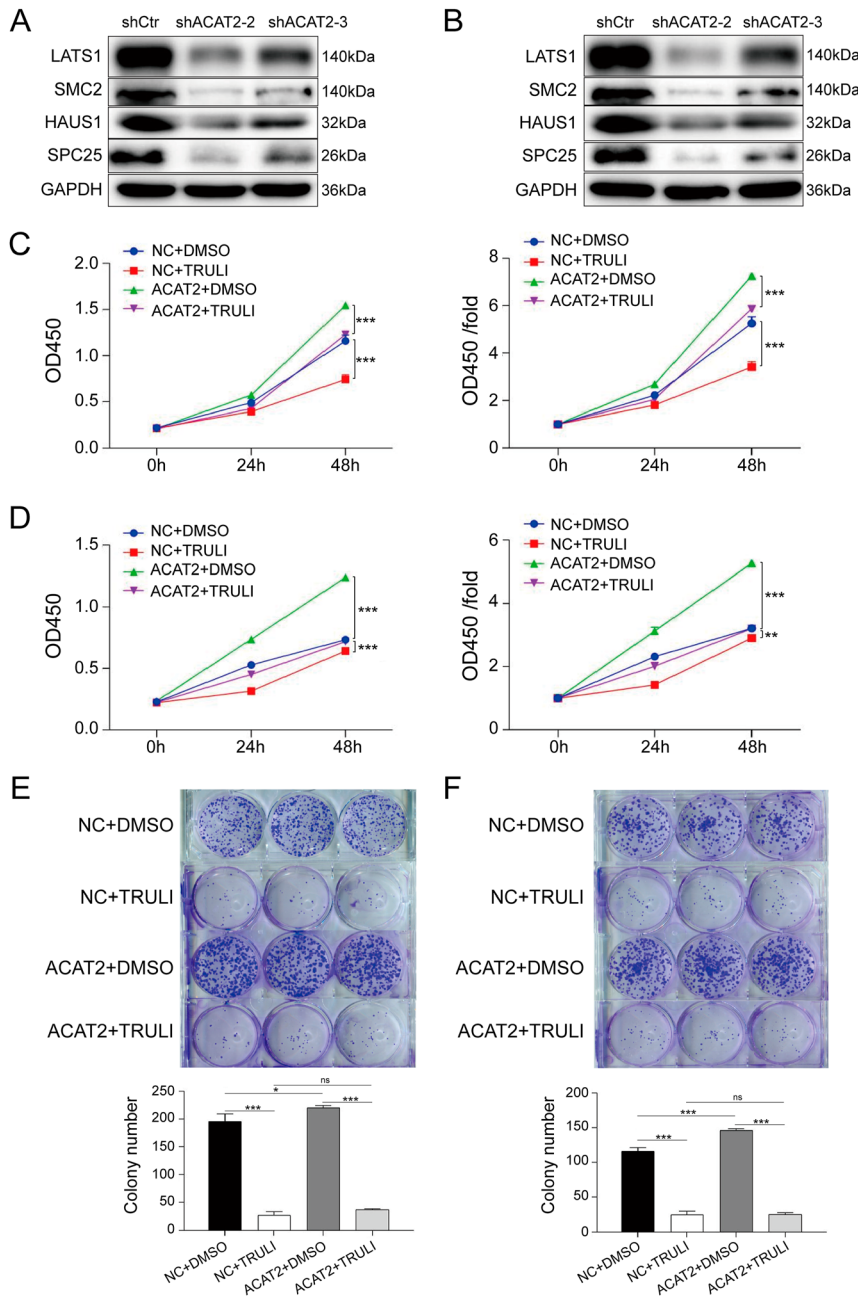 A
shCtr shACAT2-2 shACAT2-3
LATS1 140kDa
SMC2 140kDa
HAUS1 32kDa
SPC25 26kDa
GAPDH 36kDa
B
shCtr shACAT2-2 shACAT2-3
LATS1 140kDa
SMC2 140kDa
HAUS1 32kDa
SPC25 26kDa
GAPDH 36kDa
C
NC+DMSO
NC+TRULI
ACAT2+DMSO
ACAT2+TRULI
OD450
2.0
1.5
1.0
0.5
0.0
***
***
0h 24h 48h
NC+DMSO
NC+TRULI
ACAT2+DMSO
ACAT2+TRULI
OD450 /fold
8
6
4
2
0
***
***
0h 24h 48h
D
NC+DMSO
NC+TRULI
ACAT2+DMSO
ACAT2+TRULI
OD450
1.5
1.0
0.5
0.0
***
***
0h 24h 48h
NC+DMSO
NC+TRULI
ACAT2+DMSO
ACAT2+TRULI
OD450 /fold
6
4
2
0
***
**
0h 24h 48h
E
NC+DMSO
NC+TRULI
ACAT2+DMSO
ACAT2+TRULI
Colony number
250
200
150
100
50
0
ns
*
*** ***
NC+DMSO
NC+TRULI
ACAT2+DMSO
ACAT2+TRULI
F
NC+DMSO
NC+TRULI
ACAT2+DMSO
ACAT2+TRULI
Colony number
200
150
100
50
0
ns
***
*** ***
NC+DMSO
NC+TRULI
ACAT2+DMSO
ACAT2+TRULI